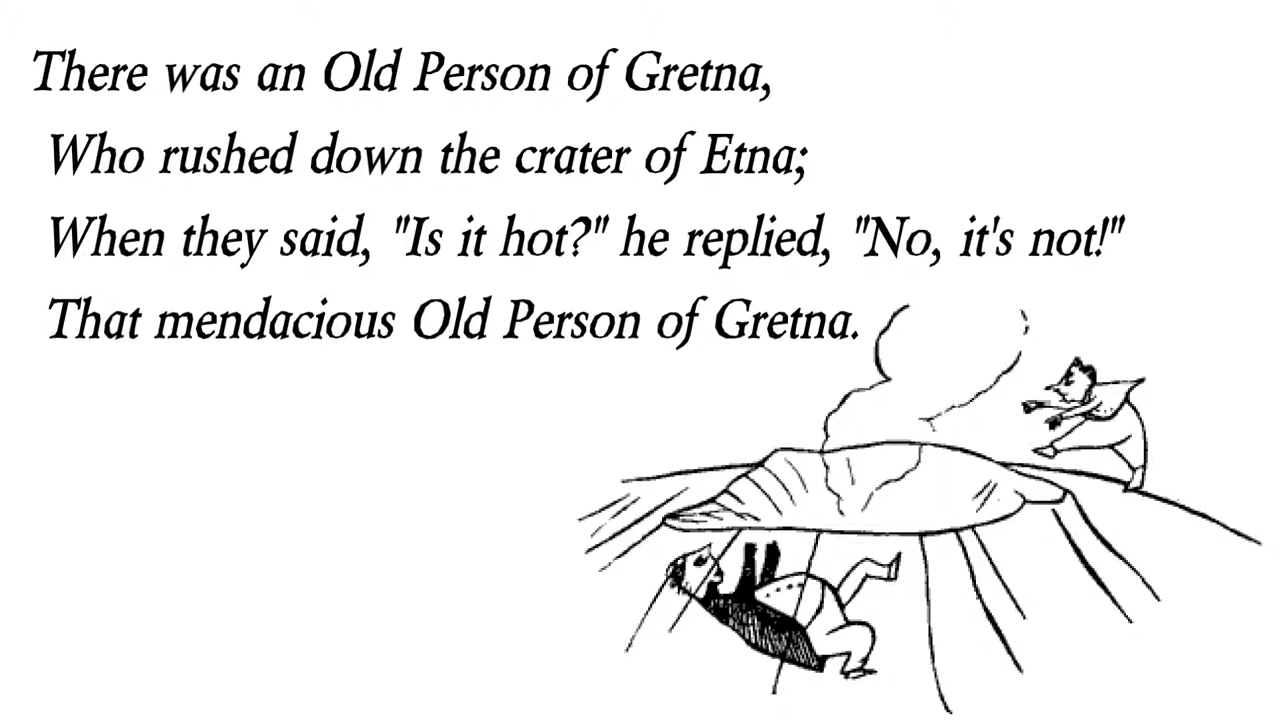 There was an Old Person of Gretna,
Who rushed down the crater of Etna;
When they said, "Is it hot?" he replied, "No, it's not!"
That mendacious Old Person of Gretna.